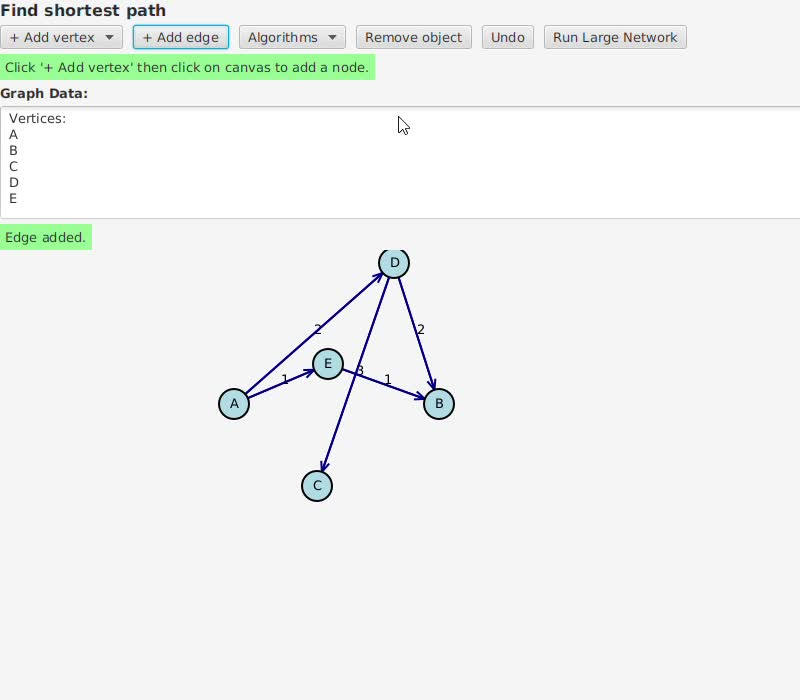 Find shortest path
+ Add vertex
+ Add edge
Algorithms
Remove object
Undo
Run Large Network
Click '+ Add vertex' then click on canvas to add a node.
Graph Data:
Vertices:
A
B
C
D
E
Edge added.
D
2
2
E
3
1
1
A
B
C